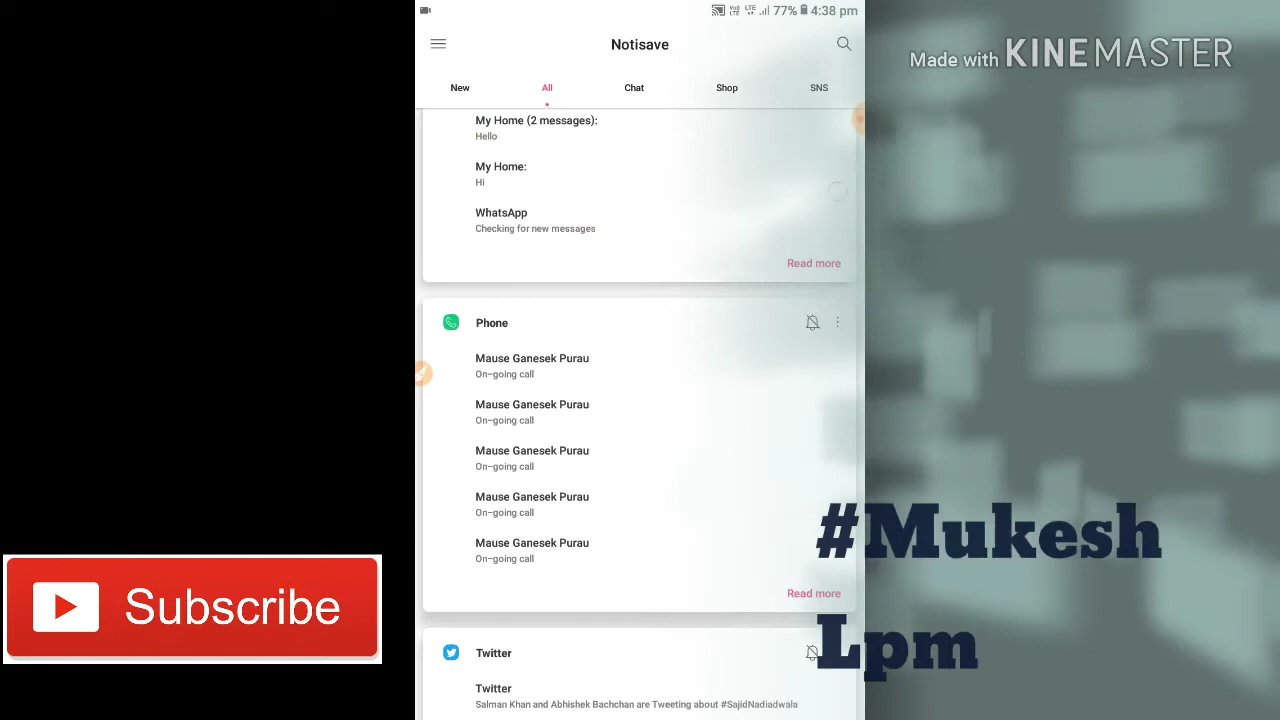 77% 4:38 pm
Notisave
Made with KINEMASTER
New All Chat Shop SNS
My Home (2 messages):
Hello
My Home:
Hi
WhatsApp
Checking for new messages
Read more
Phone
Mause Ganesek Purau
On-going call
Mause Ganesek Purau
On-going call
Mause Ganesek Purau
On-going call
Mause Ganesek Purau
On-going call
Mause Ganesek Purau
On-going call
Read more
#Mukesh
Lpm
Subscribe
Twitter
Twitter
Salman Khan and Abhishek Bachchan are Tweeting about #SajidNadiadwala